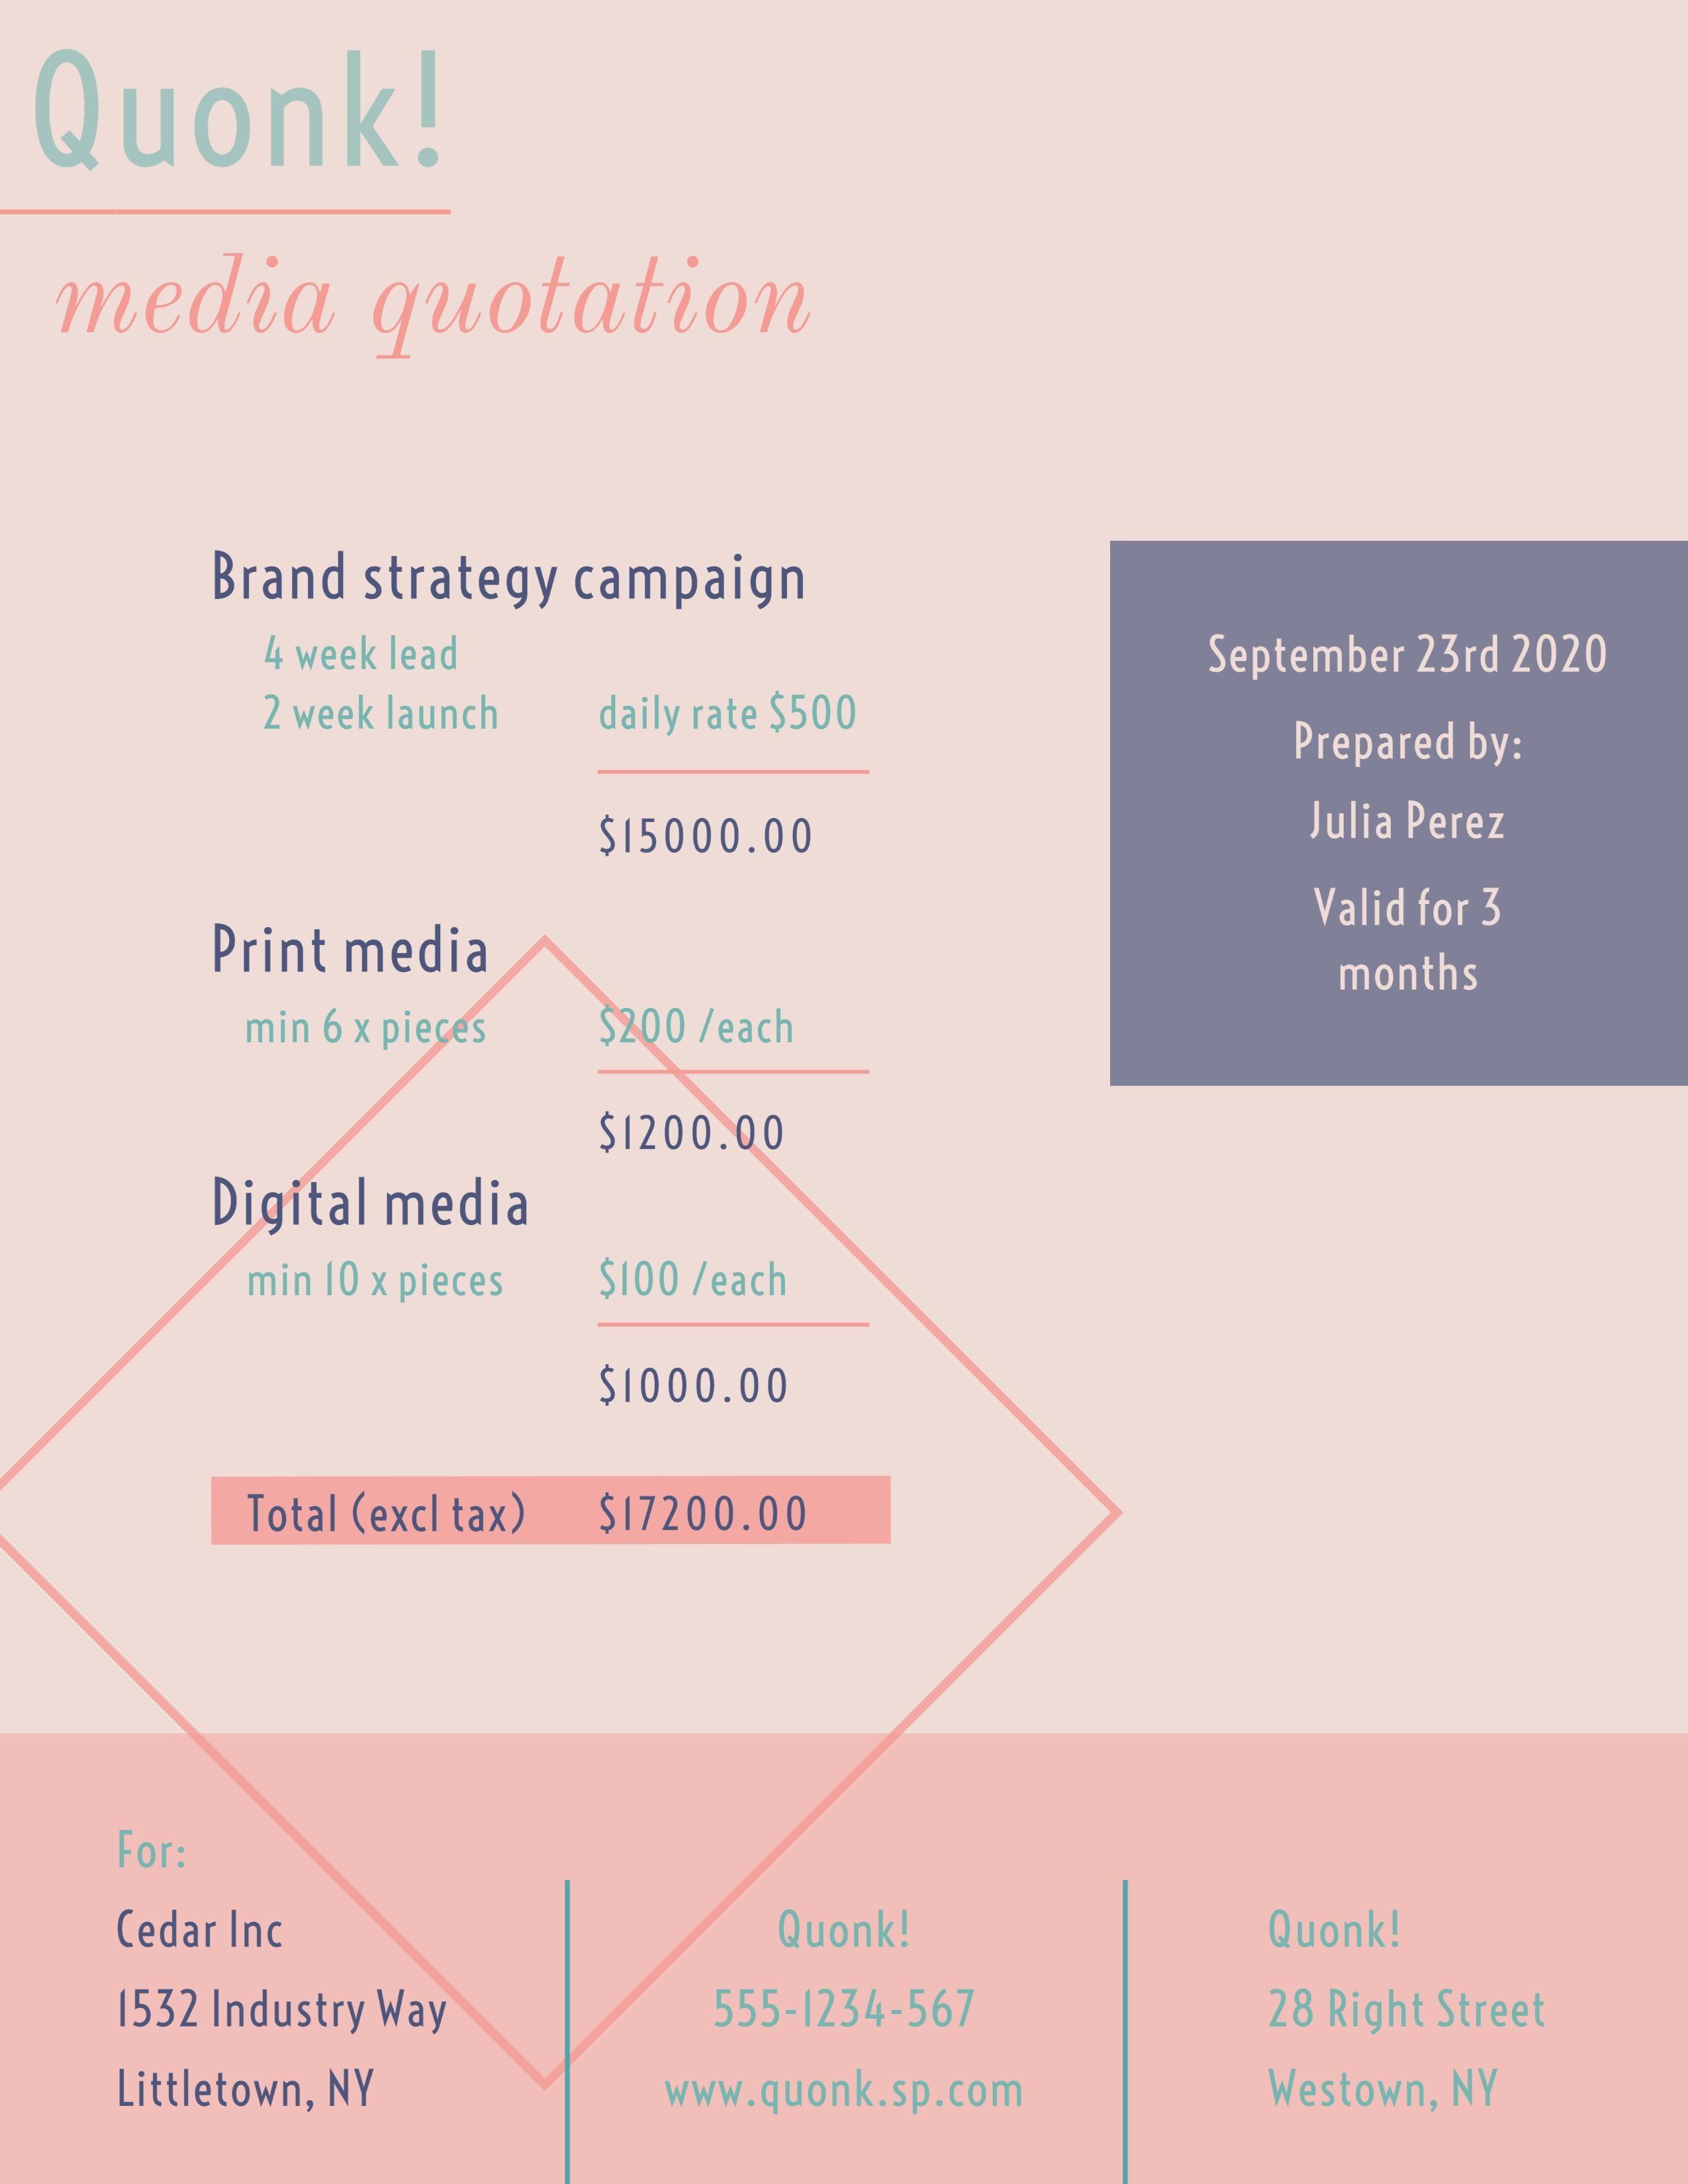 Quonk!
media quotation
Brand strategy campaign
4 week lead
2 week launch daily rate $500
$15000.00
Print media
min 6 x pieces $200 /each
$1200.00
Digital media
min 10 x pieces $100 /each
$1000.00
Total (excl tax) $17200.00
September 23rd 2020
Prepared by:
Julia Perez
Valid for 3
months
For:
Cedar Inc
1532 Industry Way
Littletown, NY
Quonk!
555-1234-567
www.quonk.sp.com
Quonk!
28 Right Street
Westown, NY